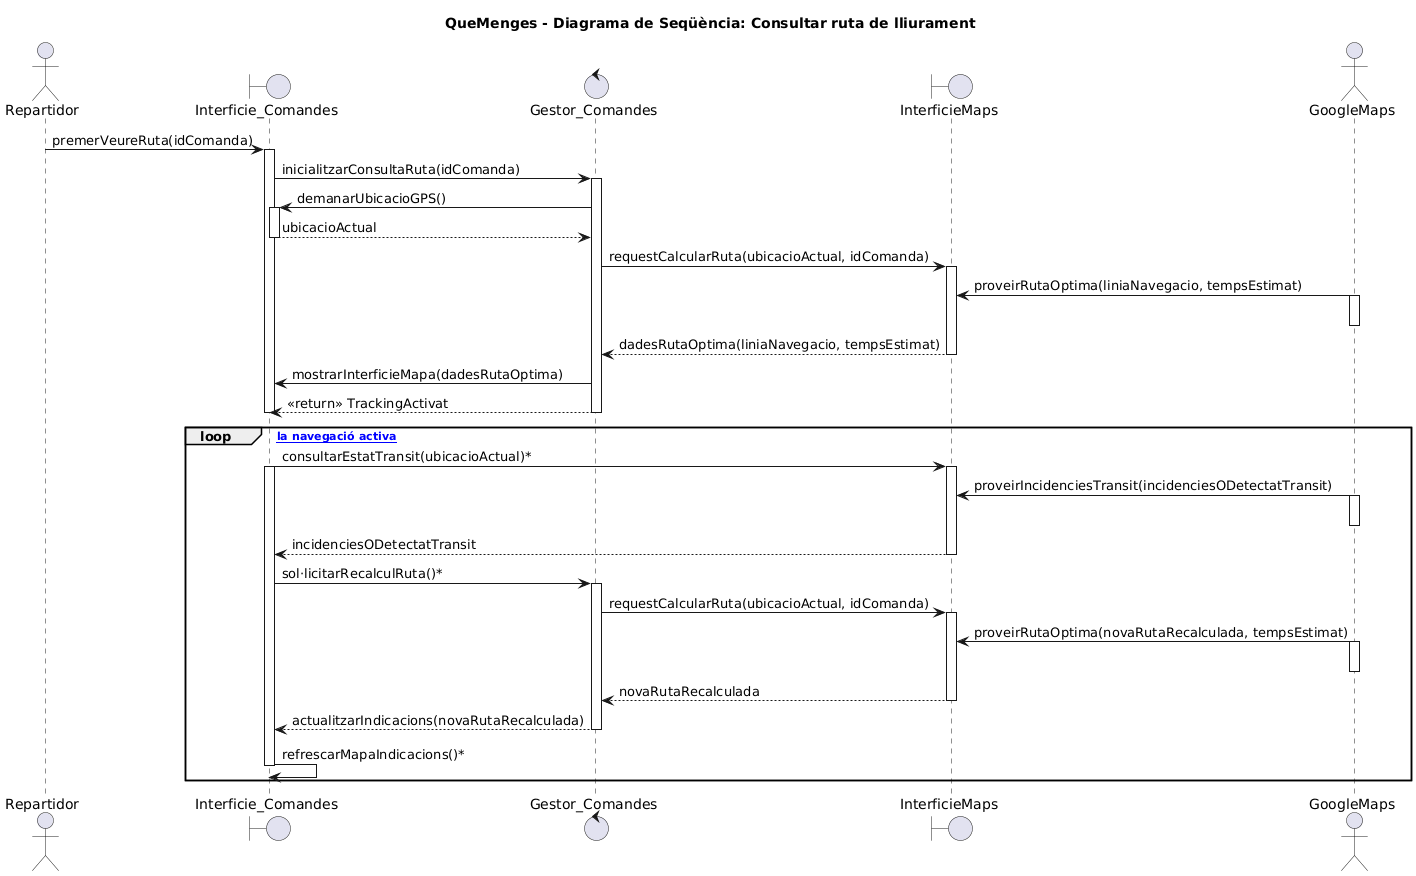 QueMenges - Diagrama de Seqüència: Consultar ruta de lliurament
Repartidor
Interficie_Comandes
Gestor_Comandes
InterficieMaps
GoogleMaps
premerVeureRuta(idComanda)
inicialitzarConsultaRuta(idComanda)
demanarUbicacioGPS()
ubicacioActual
requestCalcularRuta(ubicacioActual, idComanda)
proveirRutaOptima(liniaNavegacio, tempsEstimat)
dadesRutaOptima(liniaNavegacio, tempsEstimat)
mostrarInterficieMapa(dadesRutaOptima)
«return» TrackingActivat
loop la navegació activa
consultarEstatTransit(ubicacioActual)*
proveirIncidenciesTransit(incidenciesODetectatTransit)
incidenciesODetectatTransit
sol·licitarRecalculRuta()*
requestCalcularRuta(ubicacioActual, idComanda)
proveirRutaOptima(novaRutaRecalculada, tempsEstimat)
novaRutaRecalculada
actualitzarIndicacions(novaRutaRecalculada)
refrescarMapaIndicacions()*
Repartidor
Interficie_Comandes
Gestor_Comandes
InterficieMaps
GoogleMaps